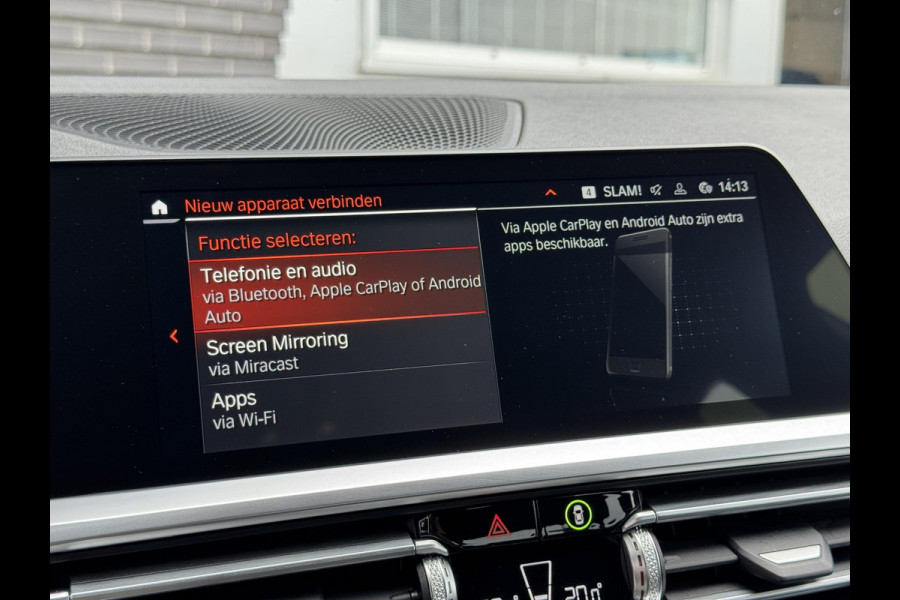 Nieuw apparaat verbinden
4 SLAM! 14:13
Functie selecteren:
Telefonie en audio
via Bluetooth, Apple CarPlay of Android
Auto
Screen Mirroring
via Miracast
Apps
via Wi-Fi
Via Apple CarPlay en Android Auto zijn extra
apps beschikbaar.